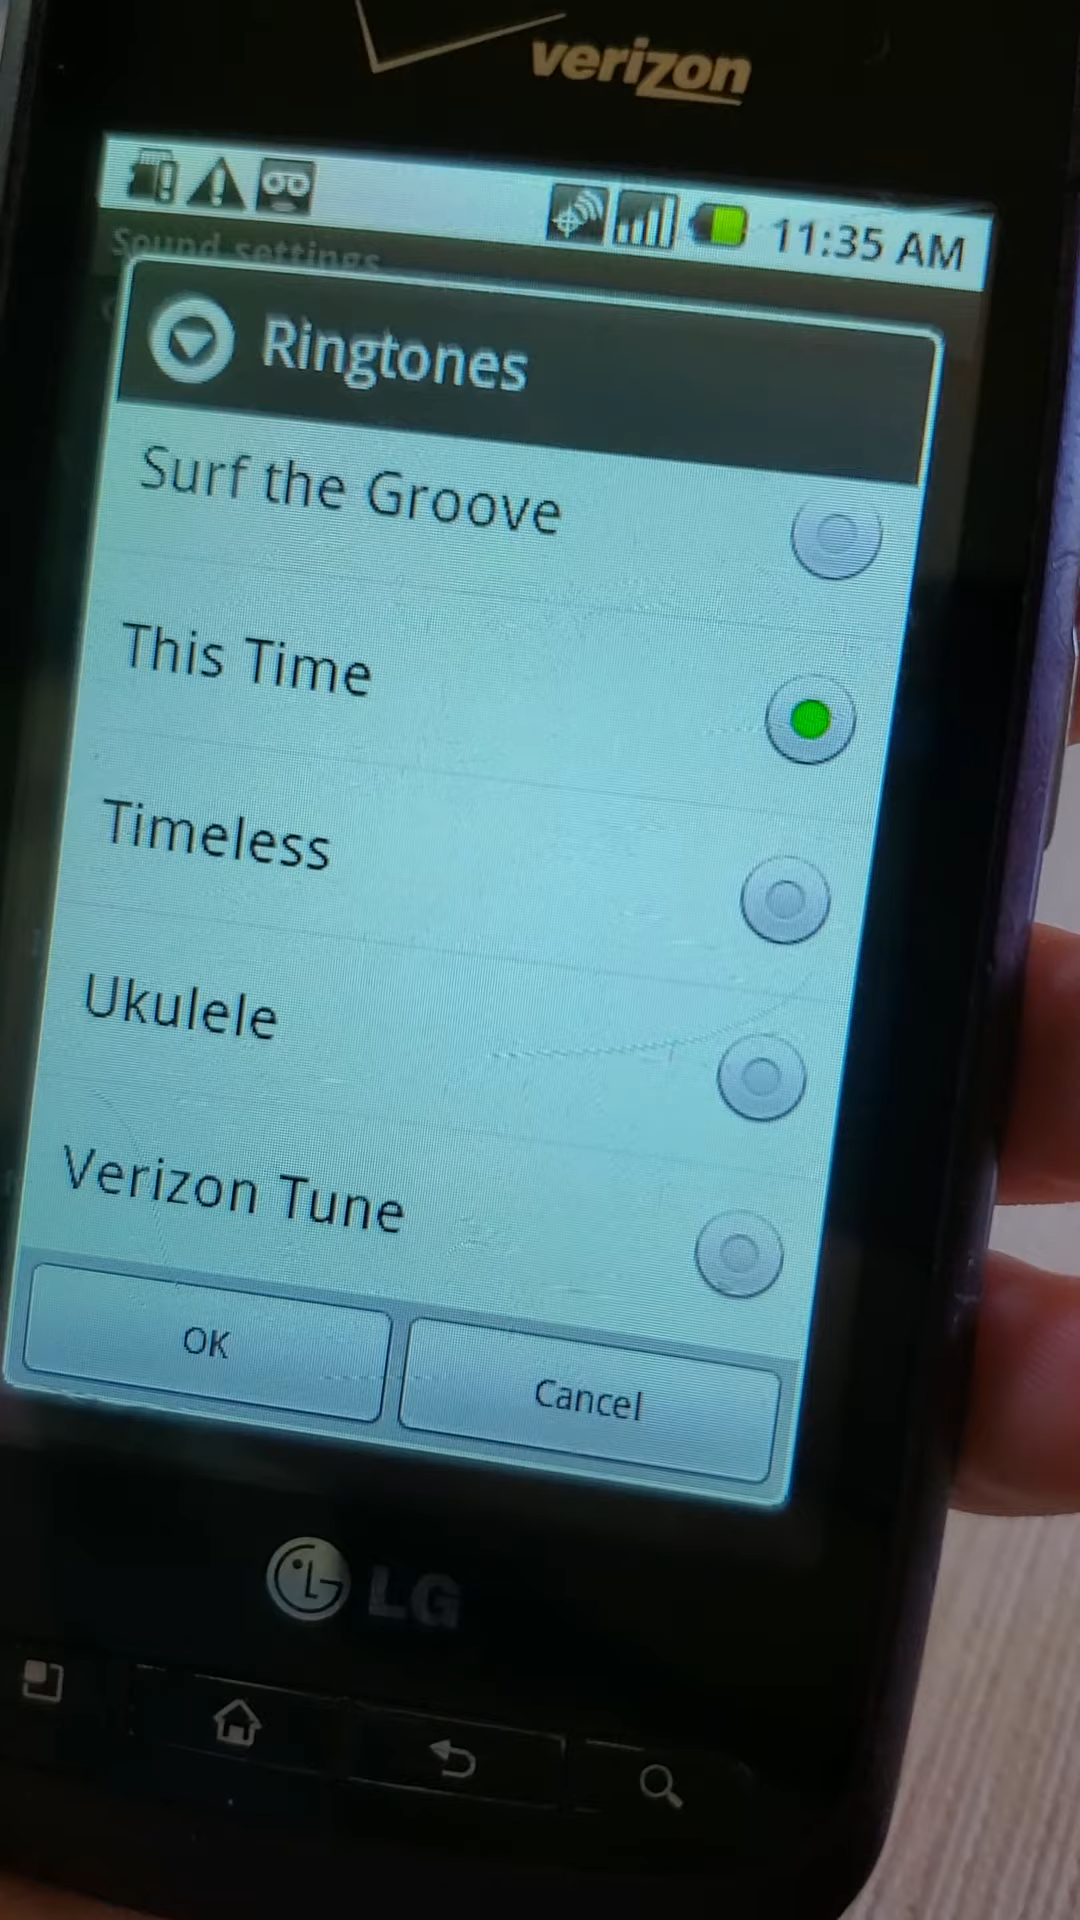 verizon
11:35 AM
Sound settings
Ringtones
Surf the Groove
This Time
Timeless
Ukulele
Verizon Tune
OK
Cancel
LG